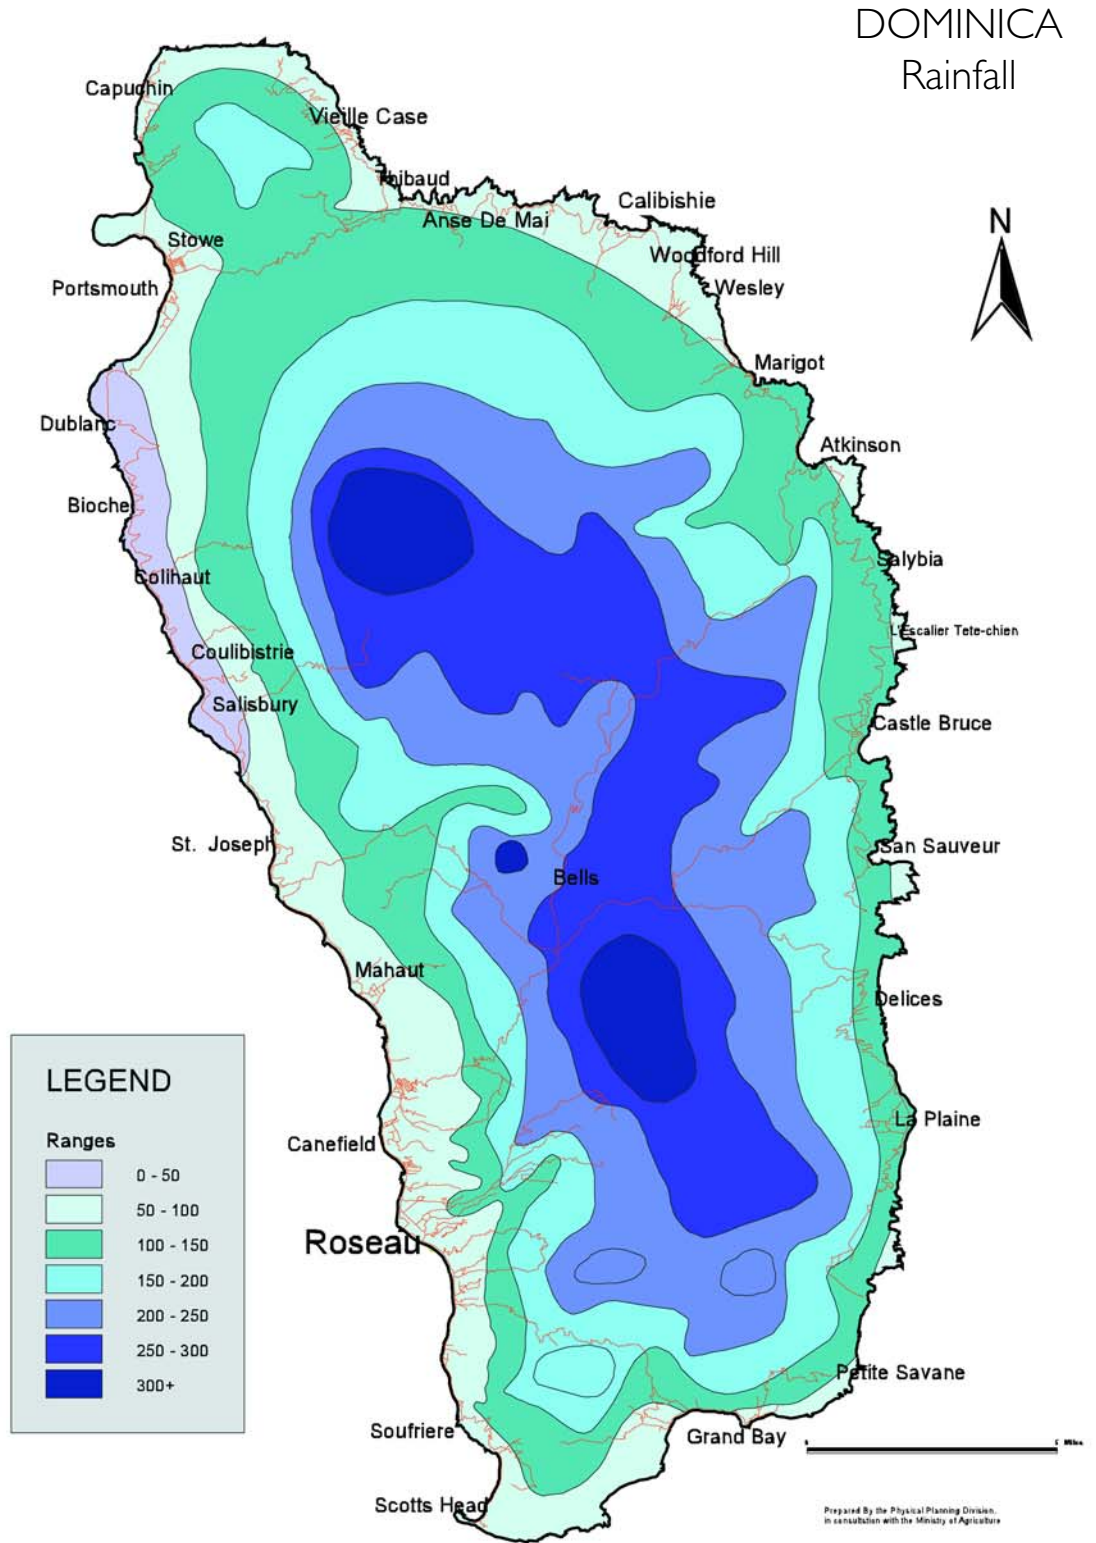 DOMINICA
Rainfall
Capuchin
Vieille Case
Thibaud
Calibishie
Anse De Mai
N
Stowe
Woodford Hill
Portsmouth
Wesley
Marigot
Dublanc
Atkinson
Bioche
Salybia
Colihaut
L'Escalier Tete-chien
Coulibistrie
Salisbury
Castle Bruce
St. Joseph
San Sauveur
Bells
Mahaut
Delices
LEGEND
Ranges
0 - 50
50 - 100
100 - 150
150 - 200
200 - 250
250 - 300
300+
La Plaine
Canefield
Roseau
Petite Savane
Soufriere
Grand Bay
Miles
Scotts Head
Prepared By the Physical Planning Division,
in consultation with the Ministry of Agriculture